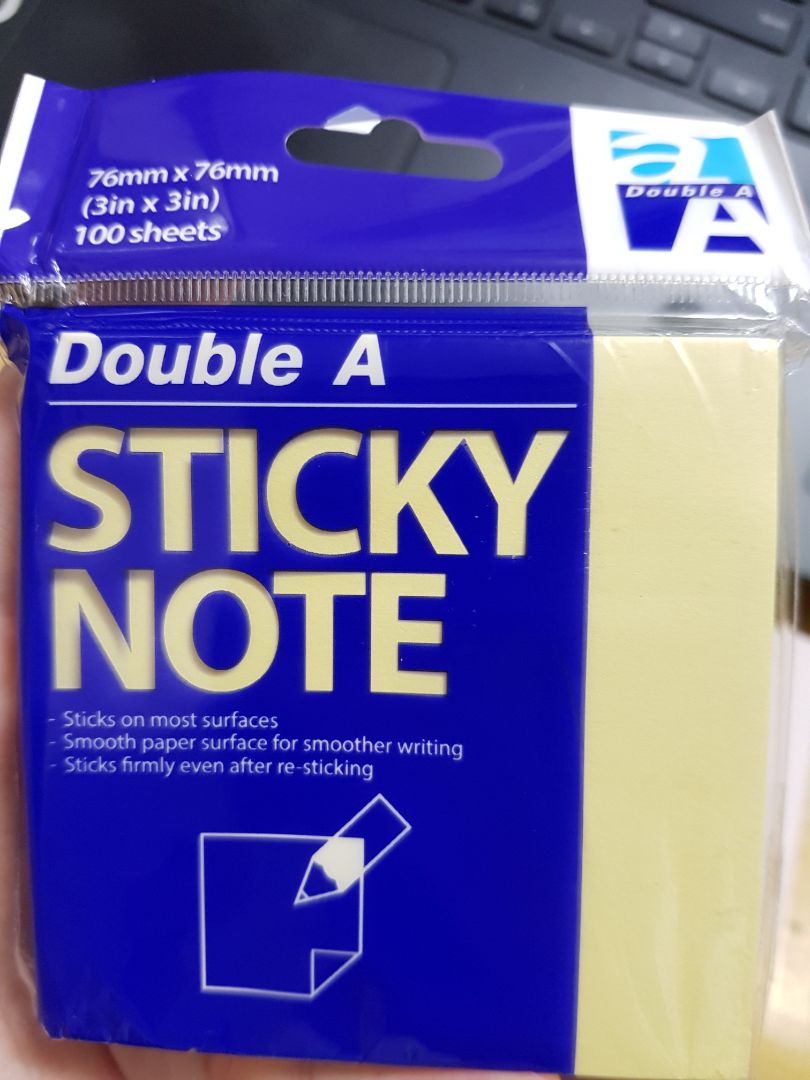 76mm x 76mm
(3in x 3in)
100 sheets
aA
Double A
Double A
STICKY
NOTE
- Sticks on most surfaces
- Smooth paper surface for smoother writing
- Sticks firmly even after re-sticking